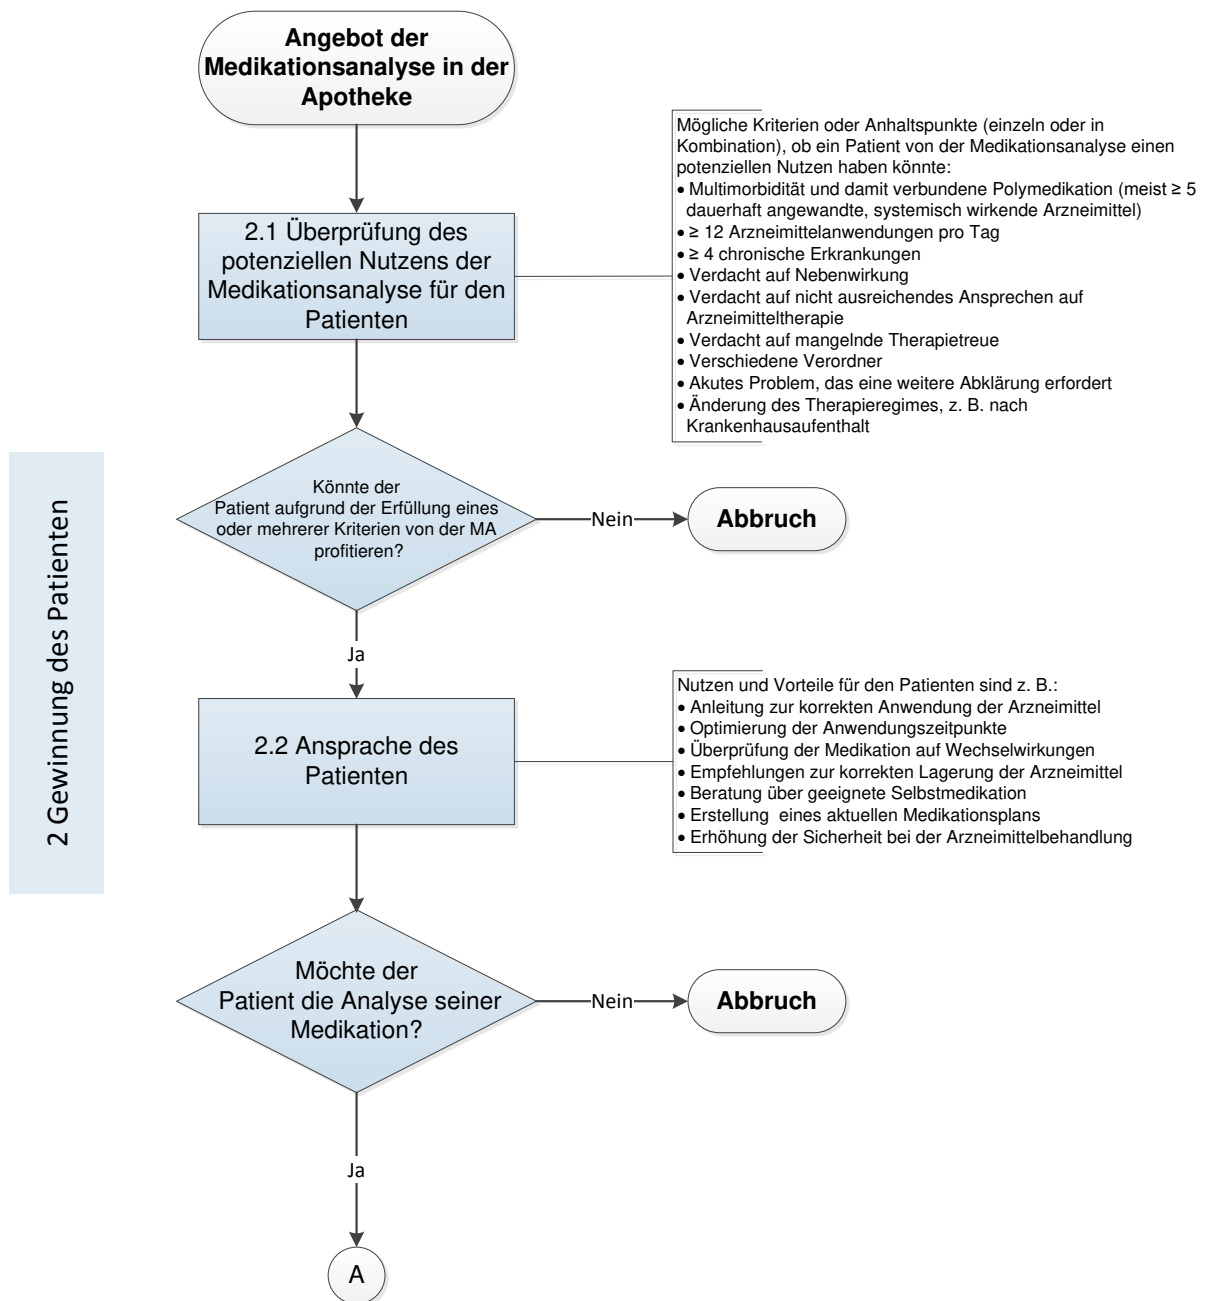 Angebot der
Medikationsanalyse in der
Apotheke
Mögliche Kriterien oder Anhaltspunkte (einzeln oder in
Kombination), ob ein Patient von der Medikationsanalyse einen
potenziellen Nutzen haben könnte:
• Multimorbidität und damit verbundene Polymedikation (meist ≥ 5
dauerhaft angewandte, systemisch wirkende Arzneimittel)
• ≥ 12 Arzneimittelanwendungen pro Tag
• ≥ 4 chronische Erkrankungen
• Verdacht auf Nebenwirkung
• Verdacht auf nicht ausreichendes Ansprechen auf
Arzneimitteltherapie
• Verdacht auf mangelnde Therapietreue
• Verschiedene Verordner
• Akutes Problem, das eine weitere Abklärung erfordert
• Änderung des Therapieregimes, z. B. nach
Krankenhausaufenthalt
2.1 Überprüfung des
potenziellen Nutzens der
Medikationsanalyse für den
Patienten
2 Gewinnung des Patienten
Könnte der
Patient aufgrund der Erfüllung eines
oder mehrerer Kriterien von der MA
profitieren?
Nein
Abbruch
Ja
2.2 Ansprache des
Patienten
Nutzen und Vorteile für den Patienten sind z. B.:
• Anleitung zur korrekten Anwendung der Arzneimittel
• Optimierung der Anwendungszeitpunkte
• Überprüfung der Medikation auf Wechselwirkungen
• Empfehlungen zur korrekten Lagerung der Arzneimittel
• Beratung über geeignete Selbstmedikation
• Erstellung eines aktuellen Medikationsplans
• Erhöhung der Sicherheit bei der Arzneimittelbehandlung
Möchte der
Patient die Analyse seiner
Medikation?
Nein
Abbruch
Ja
A